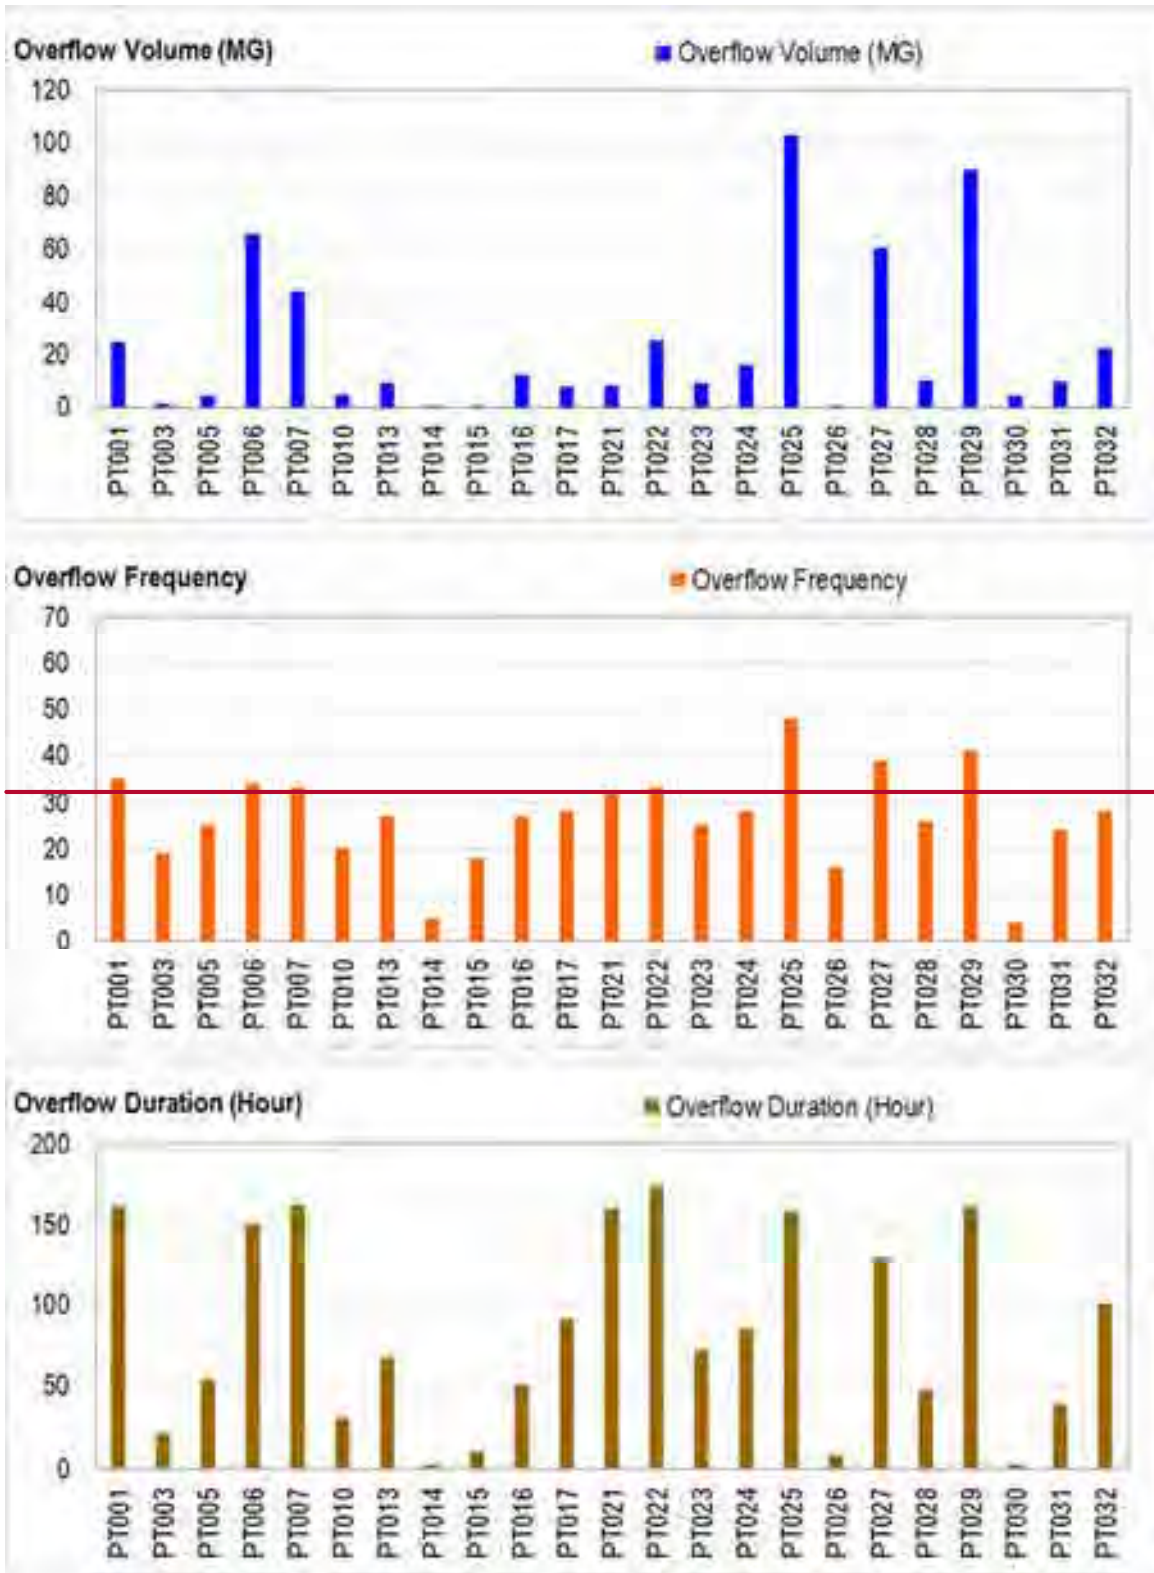 Overflow Volume (MG)
Overflow Volume (MG)
120
100
80
60
40
20
0
PT001 PT003 PT005 PT006 PT007 PT010 PT013 PT014 PT015 PT016 PT017 PT021 PT022 PT023 PT024 PT025 PT026 PT027 PT028 PT029 PT030 PT031 PT032
Overflow Frequency
Overflow Frequency
70
60
50
40
30
20
10
0
PT001 PT003 PT005 PT006 PT007 PT010 PT013 PT014 PT015 PT016 PT017 PT021 PT022 PT023 PT024 PT025 PT026 PT027 PT028 PT029 PT030 PT031 PT032
Overflow Duration (Hour)
Overflow Duration (Hour)
200
150
100
50
0
PT001 PT003 PT005 PT006 PT007 PT010 PT013 PT014 PT015 PT016 PT017 PT021 PT022 PT023 PT024 PT025 PT026 PT027 PT028 PT029 PT030 PT031 PT032